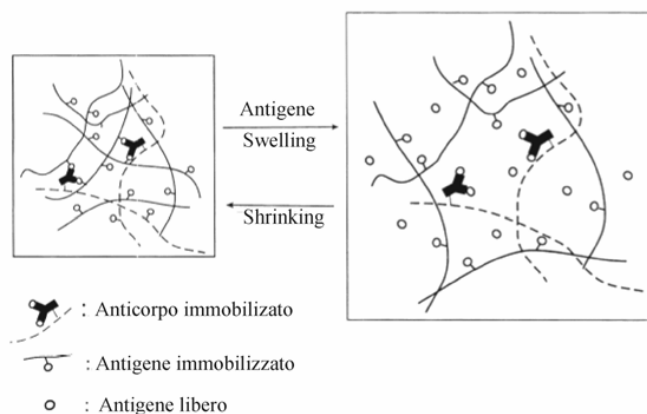 Antigene
Swelling
Shrinking
: Anticorpo immobilizato
: Antigene immobilizzato
: Antigene libero